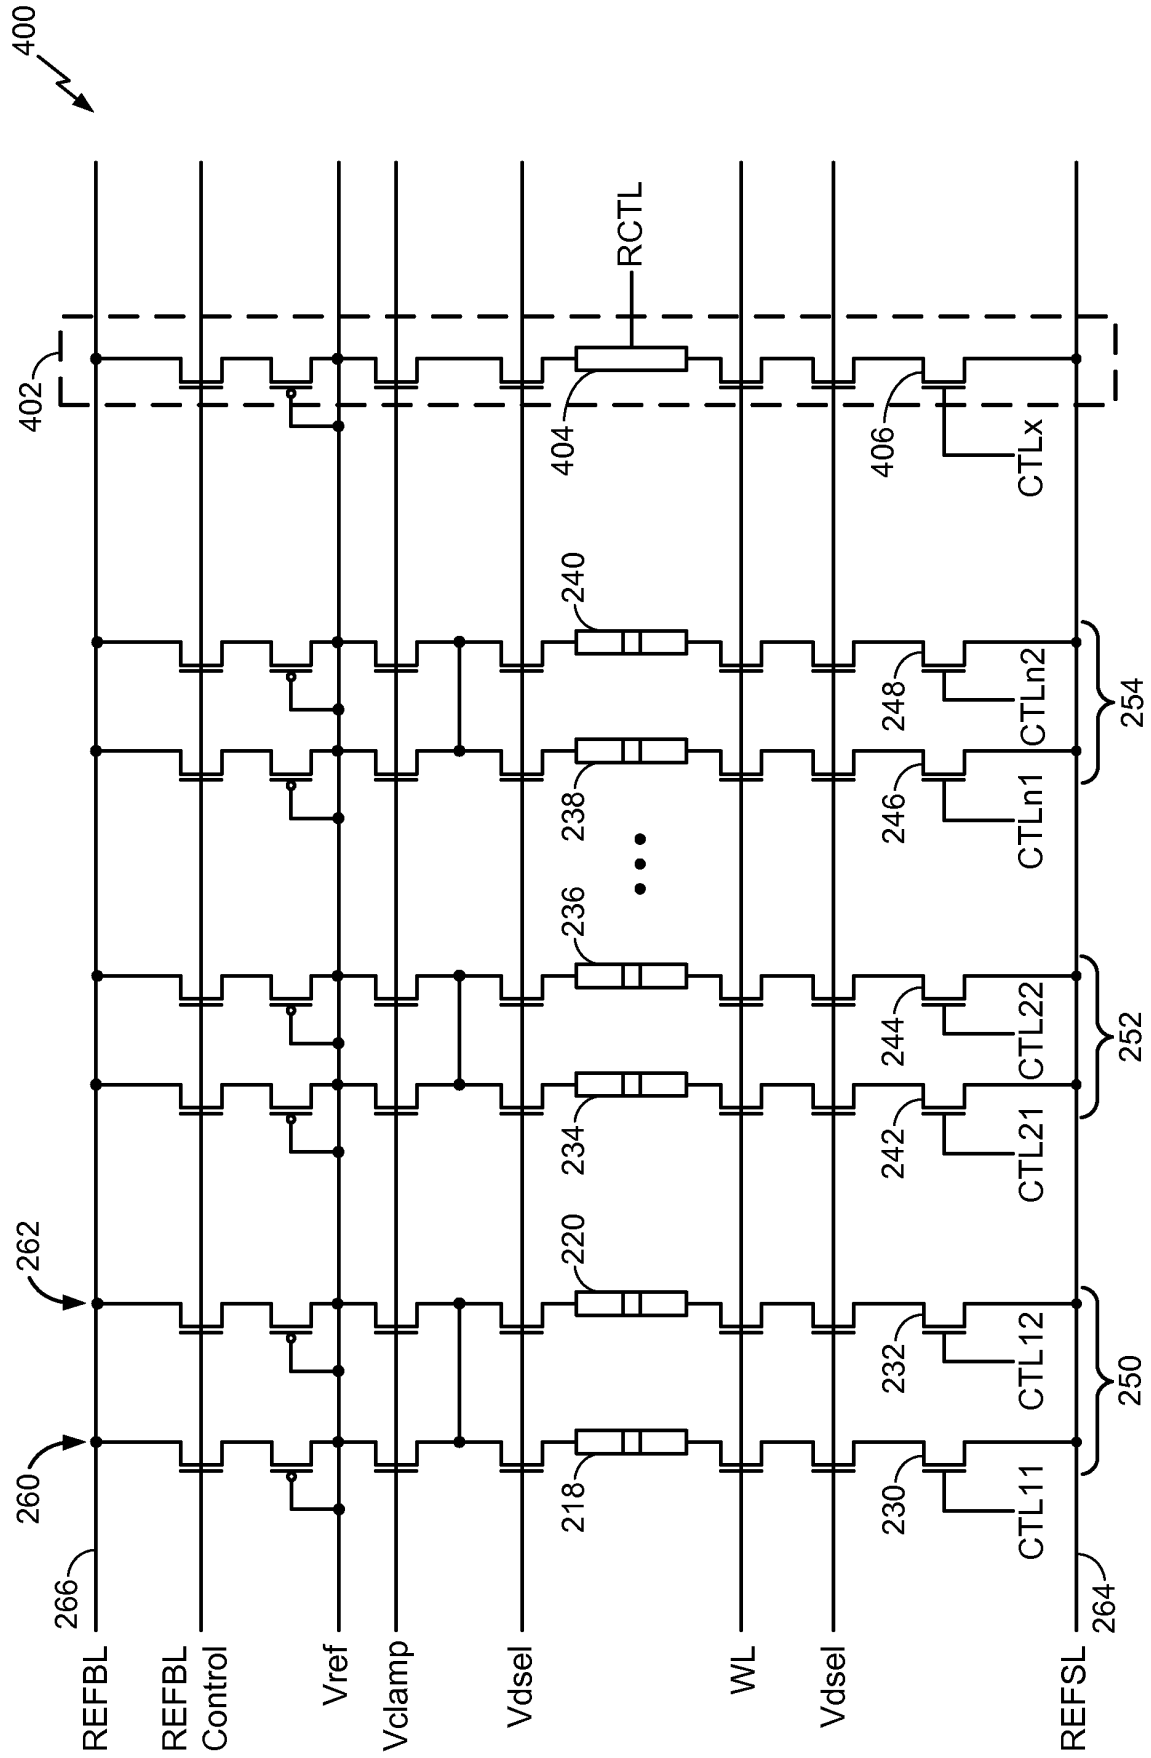 400
402
260
262
266
REFBL
REFBL
Control
Vref
Vclamp
Vdsel
RCTL
218
220
234
236
238
240
404
WL
Vdsel
230
232
242
244
246
248
406
CTL11
CTL12
CTL21
CTL22
CTLn1
CTLn2
CTLx
REFSL
264
250
252
254